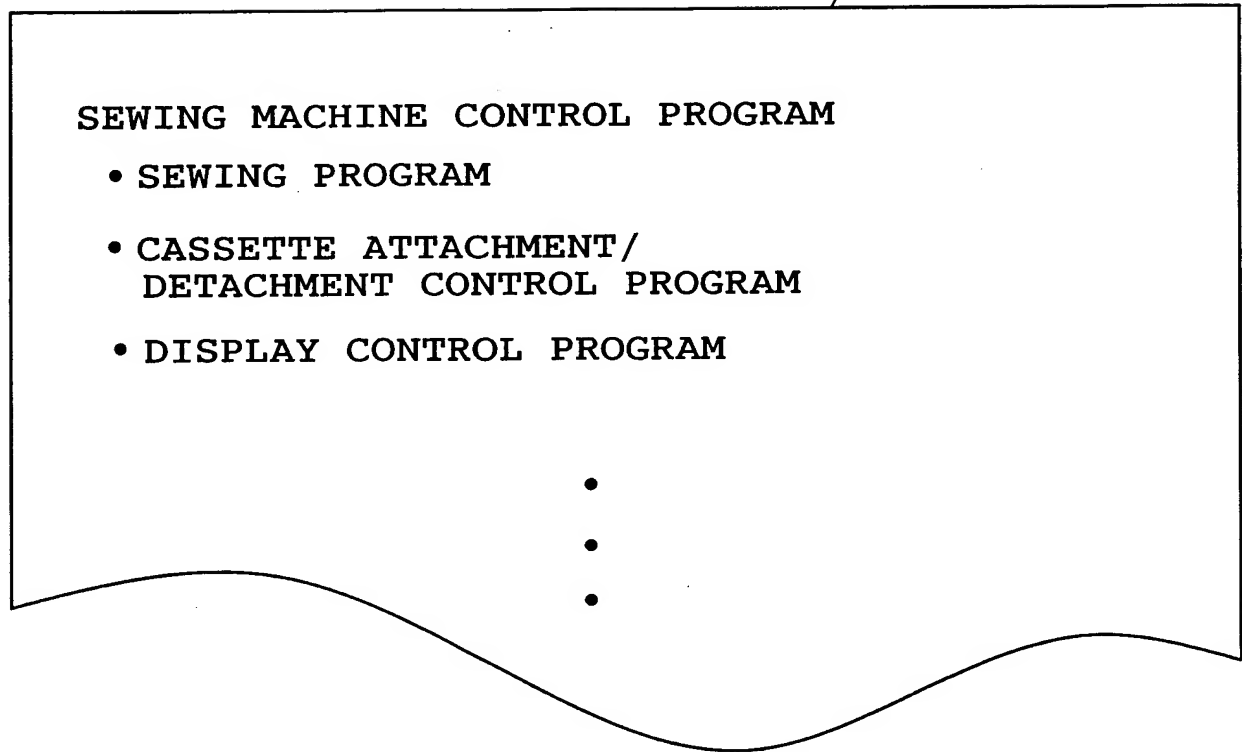 SEWING MACHINE CONTROL PROGRAM
• SEWING PROGRAM
• CASSETTE ATTACHMENT/
DETACHMENT CONTROL PROGRAM
• DISPLAY CONTROL PROGRAM
•
•
•